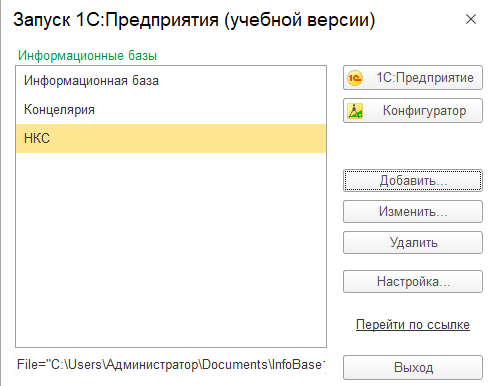 Запуск 1С:Предприятия (учебной версии)
Информационные базы
Информационная база
Концелярия
НКС
1С:Предприятие
Конфигуратор
Добавить...
Изменить...
Удалить
Настройка...
Перейти по ссылке
File="C:\Users\Администратор\Documents\InfoBase
Выход